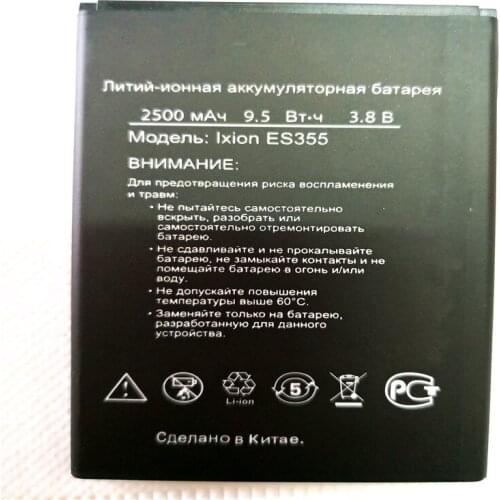 Литий-ионная аккумуляторная батарея
2500 мАч 9.5 Вт·ч 3.8 В
Модель: Ixion ES355
ВНИМАНИЕ:
Для предотвращения риска воспламенения
и травм:
• Не пытайтесь самостоятельно
вскрыть, разобрать или
самостоятельно отремонтировать
батарею.
• Не сдавливайте и не прокалывайте
батарею, не замыкайте контакты и не
помещайте батарею в огонь и/или
воду.
• Не допускайте повышения
температуры выше 60°С.
• Заменяйте только на батарею,
разработанную для данного
устройства.
Li-ion
5
РСТ
Сделано в Китае.